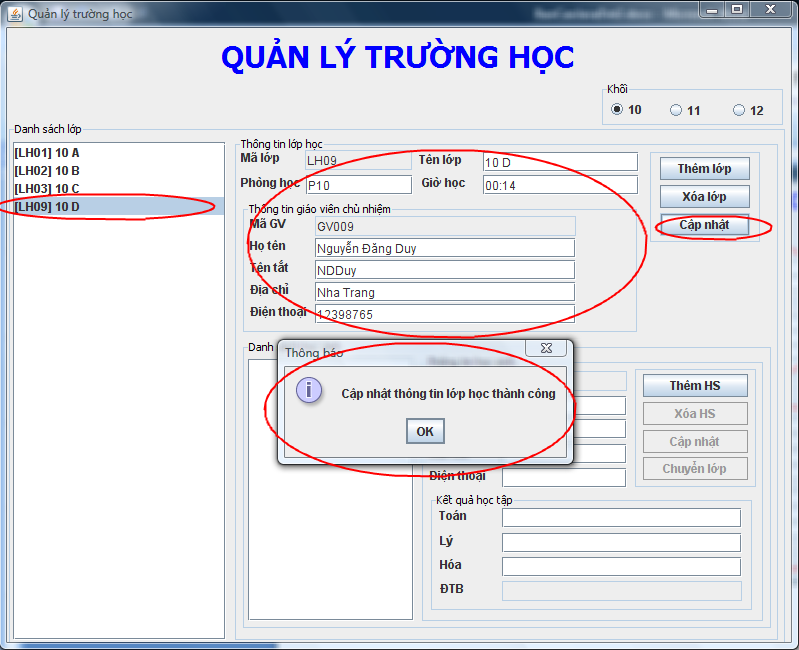 Quản lý trường học
QUẢN LÝ TRƯỜNG HỌC
Khối
10 11 12
Danh sách lớp
[LH01] 10 A
[LH02] 10 B
[LH03] 10 C
[LH09] 10 D
Thông tin lớp học
Mã lớp LH09 Tên lớp 10 D
Phòng học P10 Giờ học 00:14
Thêm lớp
Xóa lớp
Cập nhật
Thông tin giáo viên chủ nhiệm
Mã GV GV009
Họ tên Nguyễn Đăng Duy
Tên tắt NDDuy
Địa chỉ Nha Trang
Điện thoại 12398765
Danh
Thông báo
Cập nhật thông tin lớp học thành công
OK
Thêm HS
Xóa HS
Cập nhật
Chuyển lớp
Điện thoại
Kết quả học tập
Toán
Lý
Hóa
ĐTB